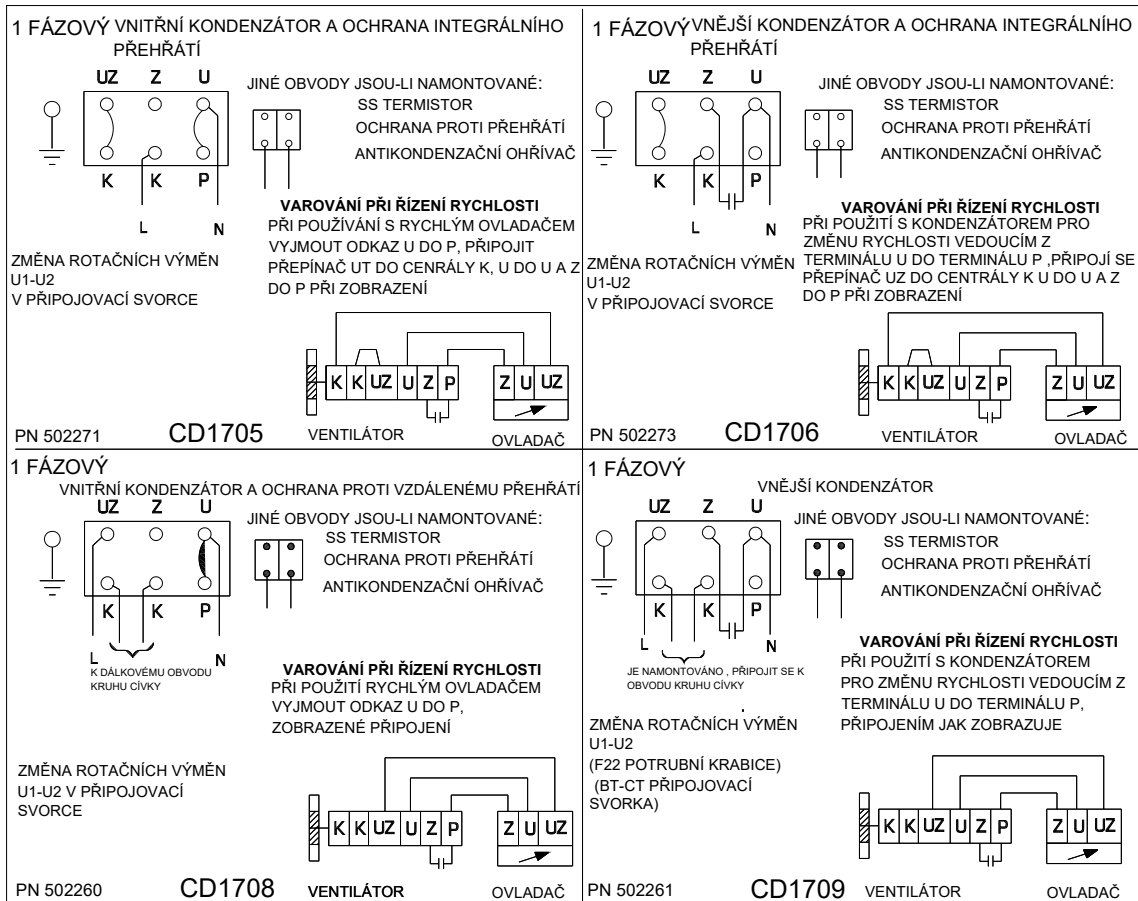 1 FÁZOVÝ VNITŘNÍ KONDENZÁTOR A OCHRANA INTEGRÁLNÍHO
PŘEHŘÁTÍ
UZ Z U
JINÉ OBVODY JSOU-LI NAMONTOVANÉ:
SS TERMISTOR
OCHRANA PROTI PŘEHŘÁTÍ
ANTIKONDENZAČNÍ OHŘÍVAČ
K K P
L N
VAROVÁNÍ PŘI ŘÍZENÍ RYCHLOSTI
PŘI POUŽÍVÁNÍ S RYCHLÝM OVLADAČEM
VYJMOUT ODKAZ U DO P, PŘIPOJIT
PŘEPÍNAČ UT DO CENRÁLY K, U DO U A Z
DO P PŘI ZOBRAZENÍ
ZMĚNA ROTAČNÍCH VÝMĚN
U1-U2
V PŘIPOJOVACÍ SVORCE
K K UZ U Z P Z U UZ
PN 502271 CD1705 VENTILÁTOR OVLADAČ
1 FÁZOVÝ VNĚJŠÍ KONDENZÁTOR A OCHRANA INTEGRÁLNÍHO
PŘEHŘÁTÍ
UZ Z U
JINÉ OBVODY JSOU-LI NAMONTOVANÉ:
SS TERMISTOR
OCHRANA PROTI PŘEHŘÁTÍ
ANTIKONDENZAČNÍ OHŘÍVAČ
K K P
L N
VAROVÁNÍ PŘI ŘÍZENÍ RYCHLOSTI
PŘI POUŽITÍ S KONDENZÁTOREM PRO
ZMĚNU RYCHLOSTI VEDOUCÍM Z
TERMINÁLU U DO TERMINÁLU P ,PŘIPOJÍ SE
PŘEPÍNAČ UZ DO CENTRÁLY K U DO U A Z
DO P PŘI ZOBRAZENÍ
ZMĚNA ROTAČNÍCH VÝMĚN
U1-U2
V PŘIPOJOVACÍ SVORCE
K K UZ U Z P Z U UZ
PN 502273 CD1706 VENTILÁTOR OVLADAČ
1 FÁZOVÝ
VNITŘNÍ KONDENZÁTOR A OCHRANA PROTI VZDÁLENÉMU PŘEHŘÁTÍ
UZ Z U
JINÉ OBVODY JSOU-LI NAMONTOVANÉ:
SS TERMISTOR
OCHRANA PROTI PŘEHŘÁTÍ
ANTIKONDENZAČNÍ OHŘÍVAČ
K K P
L N
K DÁLKOVÉMU OBVODU
KRUHU CÍVKY
VAROVÁNÍ PŘI ŘÍZENÍ RYCHLOSTI
PŘI POUŽITÍ RYCHLÝM OVLADAČEM
VYJMOUT ODKAZ U DO P,
ZOBRAZENÉ PŘIPOJENÍ
ZMĚNA ROTAČNÍCH VÝMĚN
U1-U2 V PŘIPOJOVACÍ
SVORCE
K K UZ U Z P Z U UZ
PN 502260 CD1708 VENTILÁTOR OVLADAČ
1 FÁZOVÝ
VNĚJŠÍ KONDENZÁTOR
UZ Z U
JINÉ OBVODY JSOU-LI NAMONTOVANÉ:
SS TERMISTOR
OCHRANA PROTI PŘEHŘÁTÍ
ANTIKONDENZAČNÍ OHŘÍVAČ
K K P
L N
JE NAMONTOVÁNO , PŘIPOJIT SE K
OBVODU KRUHU CÍVKY
VAROVÁNÍ PŘI ŘÍZENÍ RYCHLOSTI
PŘI POUŽITÍ S KONDENZÁTOREM
PRO ZMĚNU RYCHLOSTI VEDOUCÍM Z
TERMINÁLU U DO TERMINÁLU P,
PŘIPOJENÍM JAK ZOBRAZUJE
ZMĚNA ROTAČNÍCH VÝMĚN
U1-U2
(F22 POTRUBNÍ KRABICE)
(BT-CT PŘIPOJOVACÍ
SVORKA)
K K UZ U Z P Z U UZ
PN 502261 CD1709 VENTILÁTOR OVLADAČ